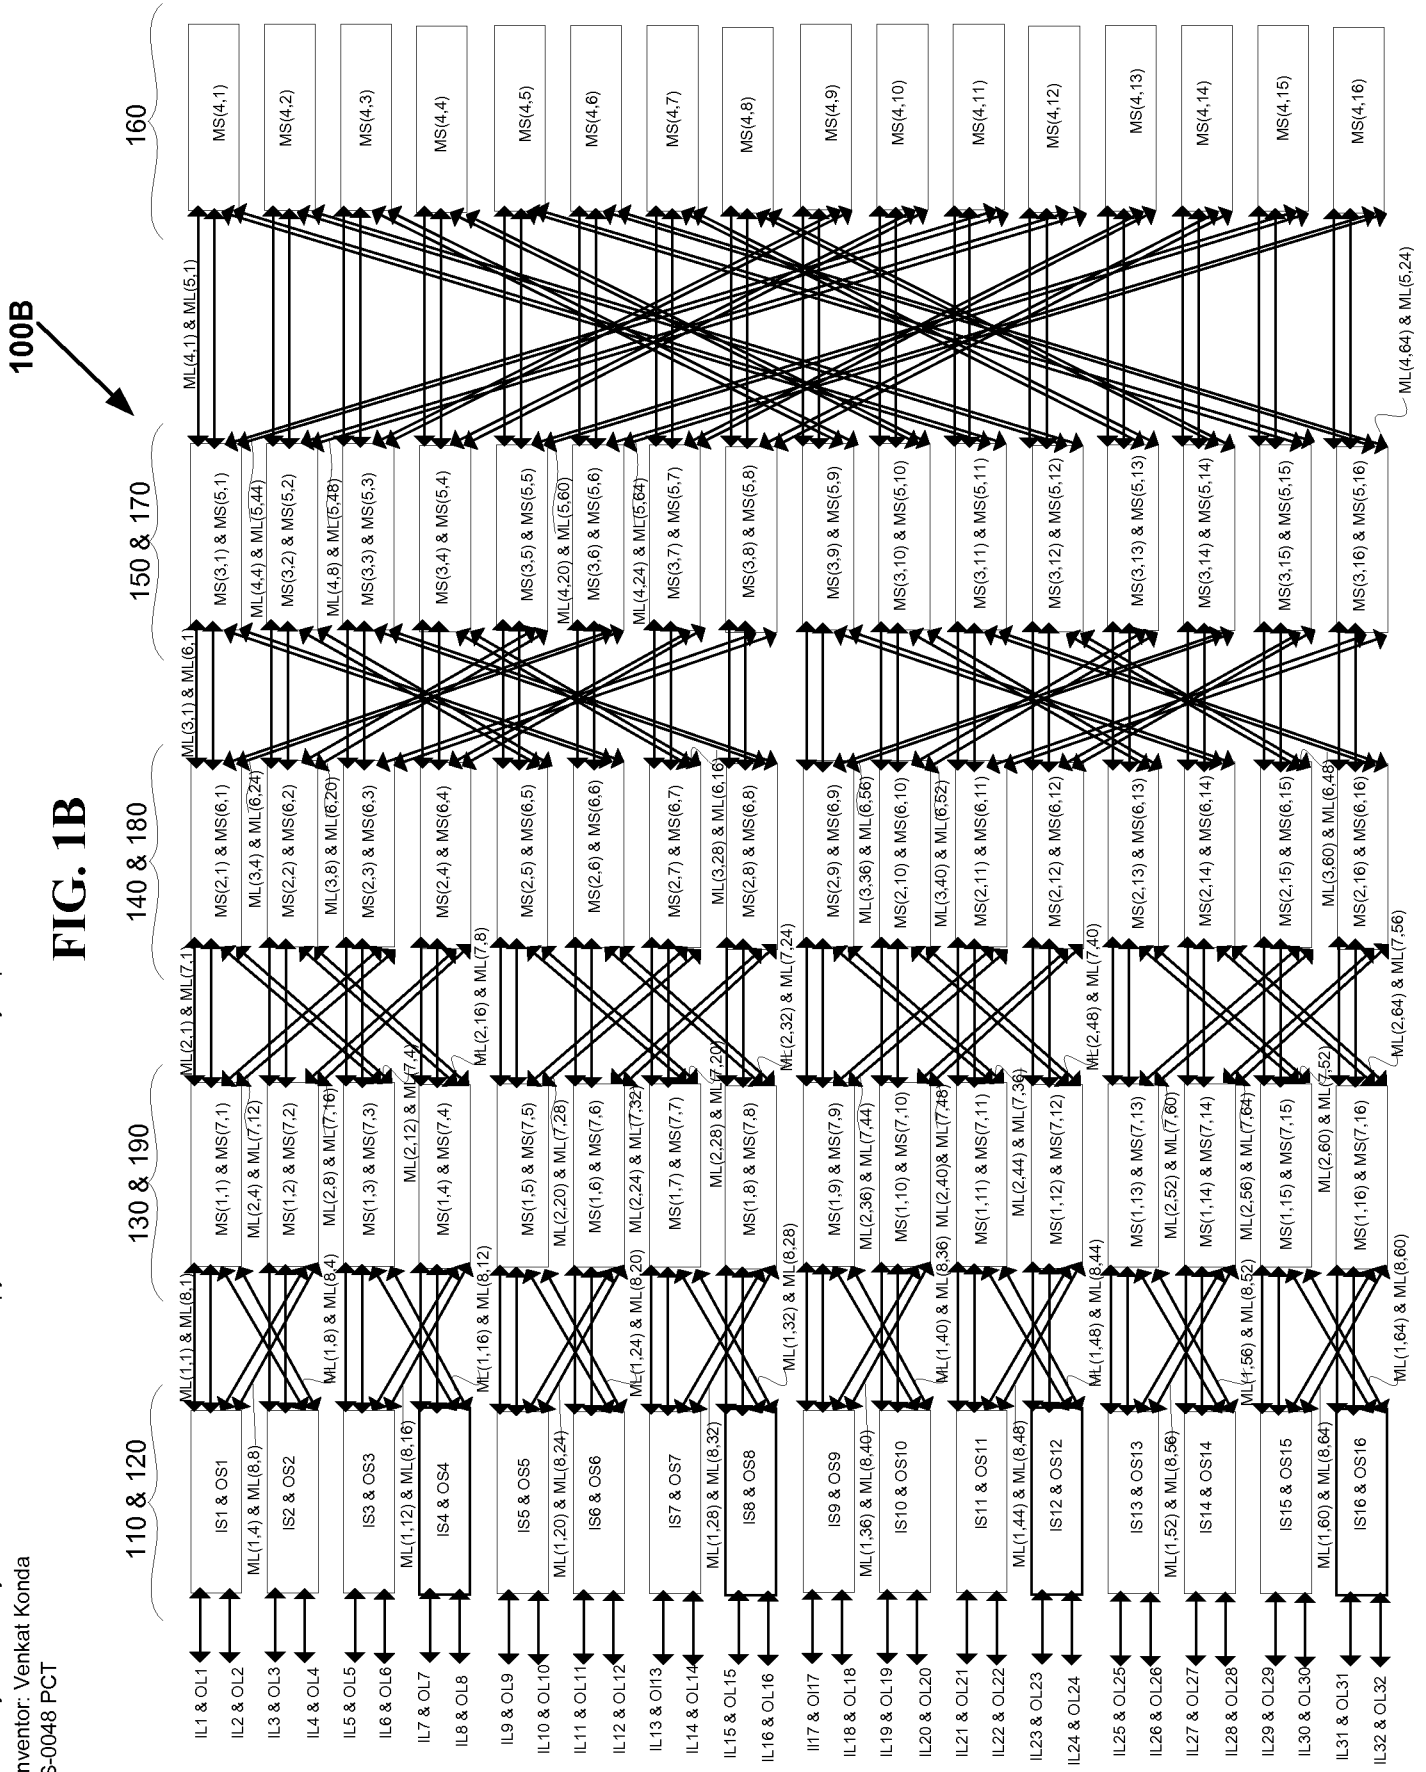 nventor: Venkat Konda
S-0048 PCT
100B
FIG. 1B
110 & 120
130 & 190
140 & 180
150 & 170
160
ML(1,1) & ML(8,1)
ML(2,1) & ML(7,1
ML(3,1) & ML(6,1)
ML(4,1) & ML(5,1)
IL1 & OL1
IL2 & OL2
IS1 & OS1
MS(1,1) & MS(7,1)
MS(2,1) & MS(6,1)
MS(3,1) & MS(5,1)
MS(4,1)
ML(1,4) & ML(8,8)
ML(2,4) & ML(7,12)
ML(3,4) & ML(6,24)
ML(4,4) & ML(5,44)
IL3 & OL3
IL4 & OL4
IS2 & OS2
MS(1,2) & MS(7,2)
MS(2,2) & MS(6,2)
MS(3,2) & MS(5,2)
MS(4,2)
ML(1,8) & ML(8,4)
ML(2,8) & ML(7,16)
ML(3,8) & ML(6,20)
ML(4,8) & ML(5,48)
IL5 & OL5
IL6 & OL6
IS3 & OS3
MS(1,3) & MS(7,3)
MS(2,3) & MS(6,3)
MS(3,3) & MS(5,3)
MS(4,3)
ML(1,12) & ML(8,16)
ML(2,12) & ML(7,4)
IL7 & OL7
IL8 & OL8
IS4 & OS4
MS(1,4) & MS(7,4)
MS(2,4) & MS(6,4)
MS(3,4) & MS(5,4)
MS(4,4)
ML(1,16) & ML(8,12)
ML(2,16) & ML(7,8)
IL9 & OL9
IL10 & OL10
IS5 & OS5
MS(1,5) & MS(7,5)
MS(2,5) & MS(6,5)
MS(3,5) & MS(5,5)
MS(4,5)
ML(1,20) & ML(8,24)
ML(2,20) & ML(7,28)
ML(4,20) & ML(5,60)
IL11 & OL11
IL12 & OL12
IS6 & OS6
MS(1,6) & MS(7,6)
MS(2,6) & MS(6,6)
MS(3,6) & MS(5,6)
MS(4,6)
ML(1,24) & ML(8,20)
ML(2,24) & ML(7,32)
ML(4,24) & ML(5,64)
IL13 & Ol13
IL14 & OL14
IS7 & OS7
MS(1,7) & MS(7,7)
MS(2,7) & MS(6,7)
MS(3,7) & MS(5,7)
MS(4,7)
ML(1,28) & ML(8,32)
ML(2,28) & ML(7,20)
ML(3,28) & ML(6,16)
IL15 & OL15
IL16 & OL16
IS8 & OS8
MS(1,8) & MS(7,8)
MS(2,8) & MS(6,8)
MS(3,8) & MS(5,8)
MS(4,8)
ML(1,32) & ML(8,28)
ML(2,32) & ML(7,24)
Il17 & Ol17
IL18 & OL18
IS9 & OS9
MS(1,9) & MS(7,9)
MS(2,9) & MS(6,9)
MS(3,9) & MS(5,9)
MS(4,9)
ML(1,36) & ML(8,40)
ML(2,36) & ML(7,44)
ML(3,36) & ML(6,56)
IL19 & OL19
IL20 & OL20
IS10 & OS10
MS(1,10) & MS(7,10)
MS(2,10) & MS(6,10)
MS(3,10) & MS(5,10)
MS(4,10)
ML(1,40) & ML(8,36)
ML(2,40)& ML(7,48)
ML(3,40) & ML(6,52)
IL21 & OL21
IL22 & OL22
IS11 & OS11
MS(1,11) & MS(7,11)
MS(2,11) & MS(6,11)
MS(3,11) & MS(5,11)
MS(4,11)
ML(1,44) & ML(8,48)
ML(2,44) & ML(7,36)
IL23 & OL23
IL24 & OL24
IS12 & OS12
MS(1,12) & MS(7,12)
MS(2,12) & MS(6,12)
MS(3,12) & MS(5,12)
MS(4,12)
ML(1,48) & ML(8,44)
ML(2,48) & ML(7,40)
IL25 & OL25
IL26 & OL26
IS13 & OS13
MS(1,13) & MS(7,13)
MS(2,13) & MS(6,13)
MS(3,13) & MS(5,13)
MS(4,13)
ML(1,52) & ML(8,56)
ML(2,52) & ML(7,60)
IL27 & OL27
IL28 & OL28
IS14 & OS14
MS(1,14) & MS(7,14)
MS(2,14) & MS(6,14)
MS(3,14) & MS(5,14)
MS(4,14)
ML(1,56) & ML(8,52)
ML(2,56) & ML(7,64)
IL29 & OL29
IL30 & OL30
IS15 & OS15
MS(1,15) & MS(7,15)
MS(2,15) & MS(6,15)
MS(3,15) & MS(5,15)
MS(4,15)
ML(1,60) & ML(8,64)
ML(2,60) & ML(7,52)
ML(3,60) & ML(6,48)
IL31 & OL31
IL32 & OL32
IS16 & OS16
MS(1,16) & MS(7,16)
MS(2,16) & MS(6,16)
MS(3,16) & MS(5,16)
MS(4,16)
ML(1,64) & ML(8,60)
ML(2,64) & ML(7,56)
ML(4,64) & ML(5,24)